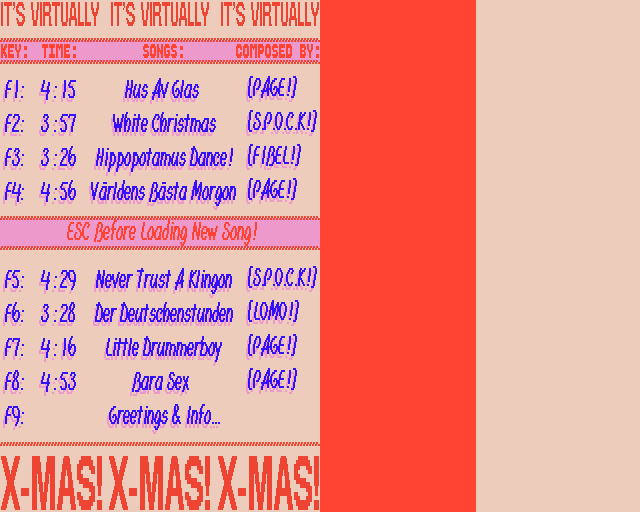 IT'S VIRTUALLY IT'S VIRTUALLY IT'S VIRTUALLY
KEY: TIME: SONGS: COMPOSED BY:
F1: 4:15 Hus Av Glas (PAGE!)
F2: 3:57 White Christmas (S.P.O.C.K!)
F3: 3:26 Hippopotamus Dance! (FIBEL!)
F4: 4:56 Världens Bästa Morgon (PAGE!)
ESC Before Loading New Song!
F5: 4:29 Never Trust A Klingon (S.P.O.C.K!)
F6: 3:28 Der Deutschenstunden (LOMO!)
F7: 4:16 Little Drummerboy (PAGE!)
F8: 4:53 Bara Sex (PAGE!)
F9: Greetings & Info...
X-MAS! X-MAS! X-MAS!